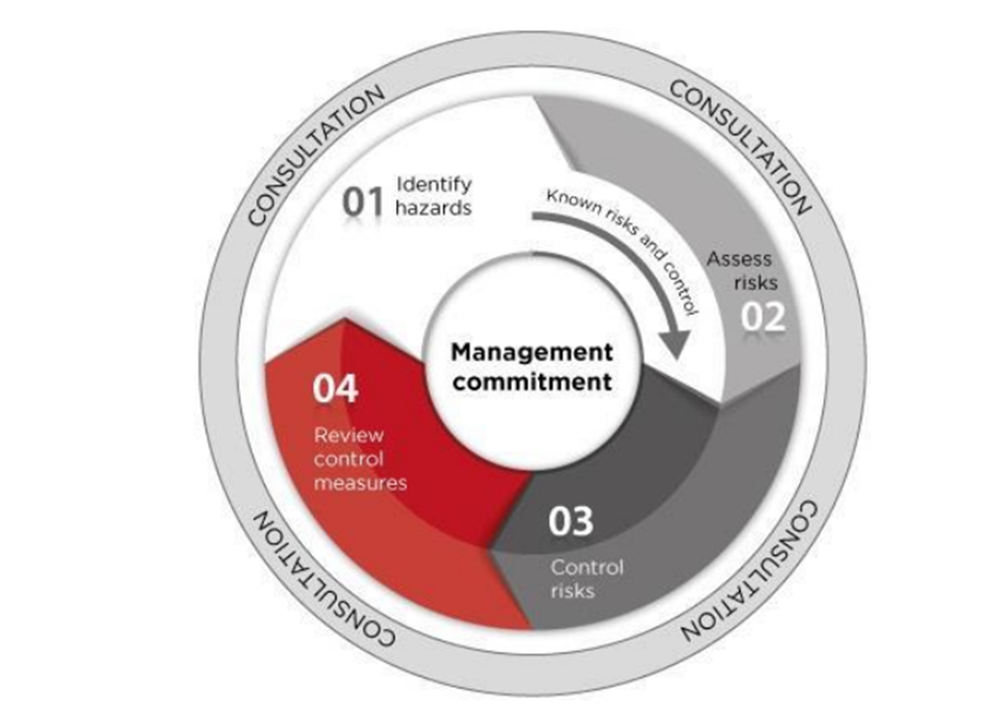 CONSULTATION
CONSULTATION
01
Identify
hazards
Known risks and control
Assess
risks
02
Management
commitment
04
Review
control
measures
03
Control
risks
CONSULTATION
CONSULTATION